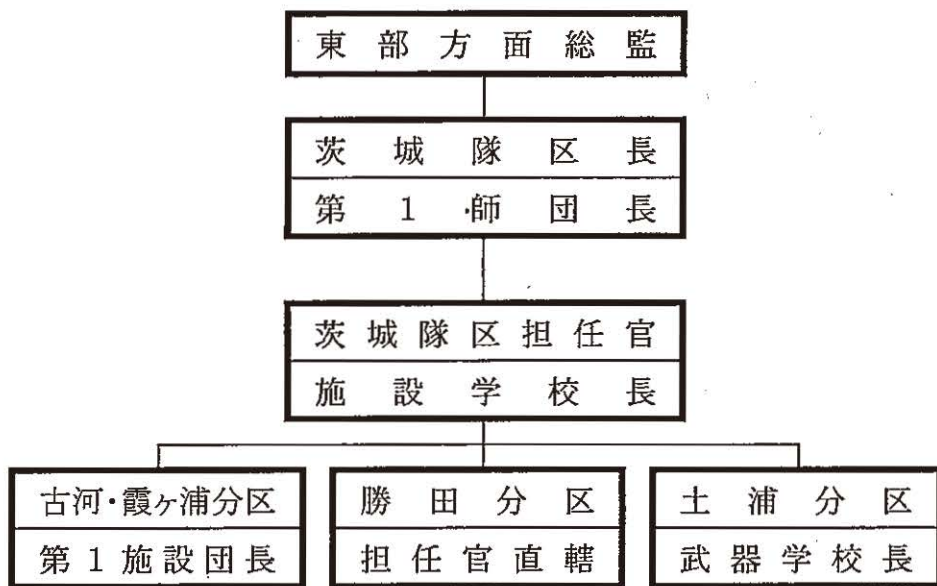 東部方面総監
茨城隊区長
第1師団長
茨城隊区担任官
施設学校長
古河・霞ヶ浦分区
第1施設団長
勝田分区
担任官直轄
土浦分区
武器学校長